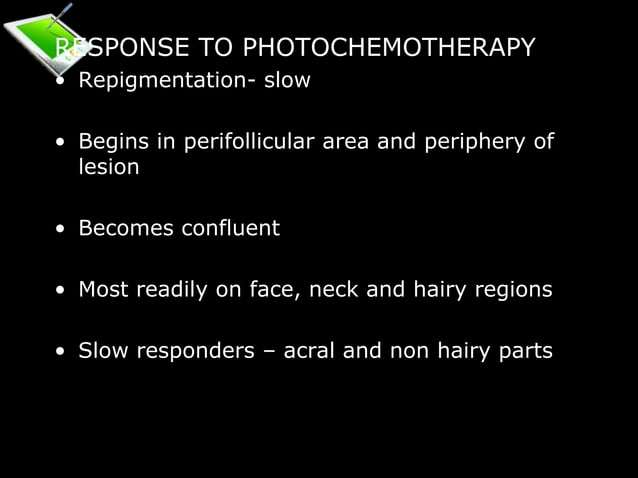 RESPONSE TO PHOTOCHEMOTHERAPY
• Repigmentation- slow
• Begins in perifollicular area and periphery of
lesion
• Becomes confluent
• Most readily on face, neck and hairy regions
• Slow responders – acral and non hairy parts